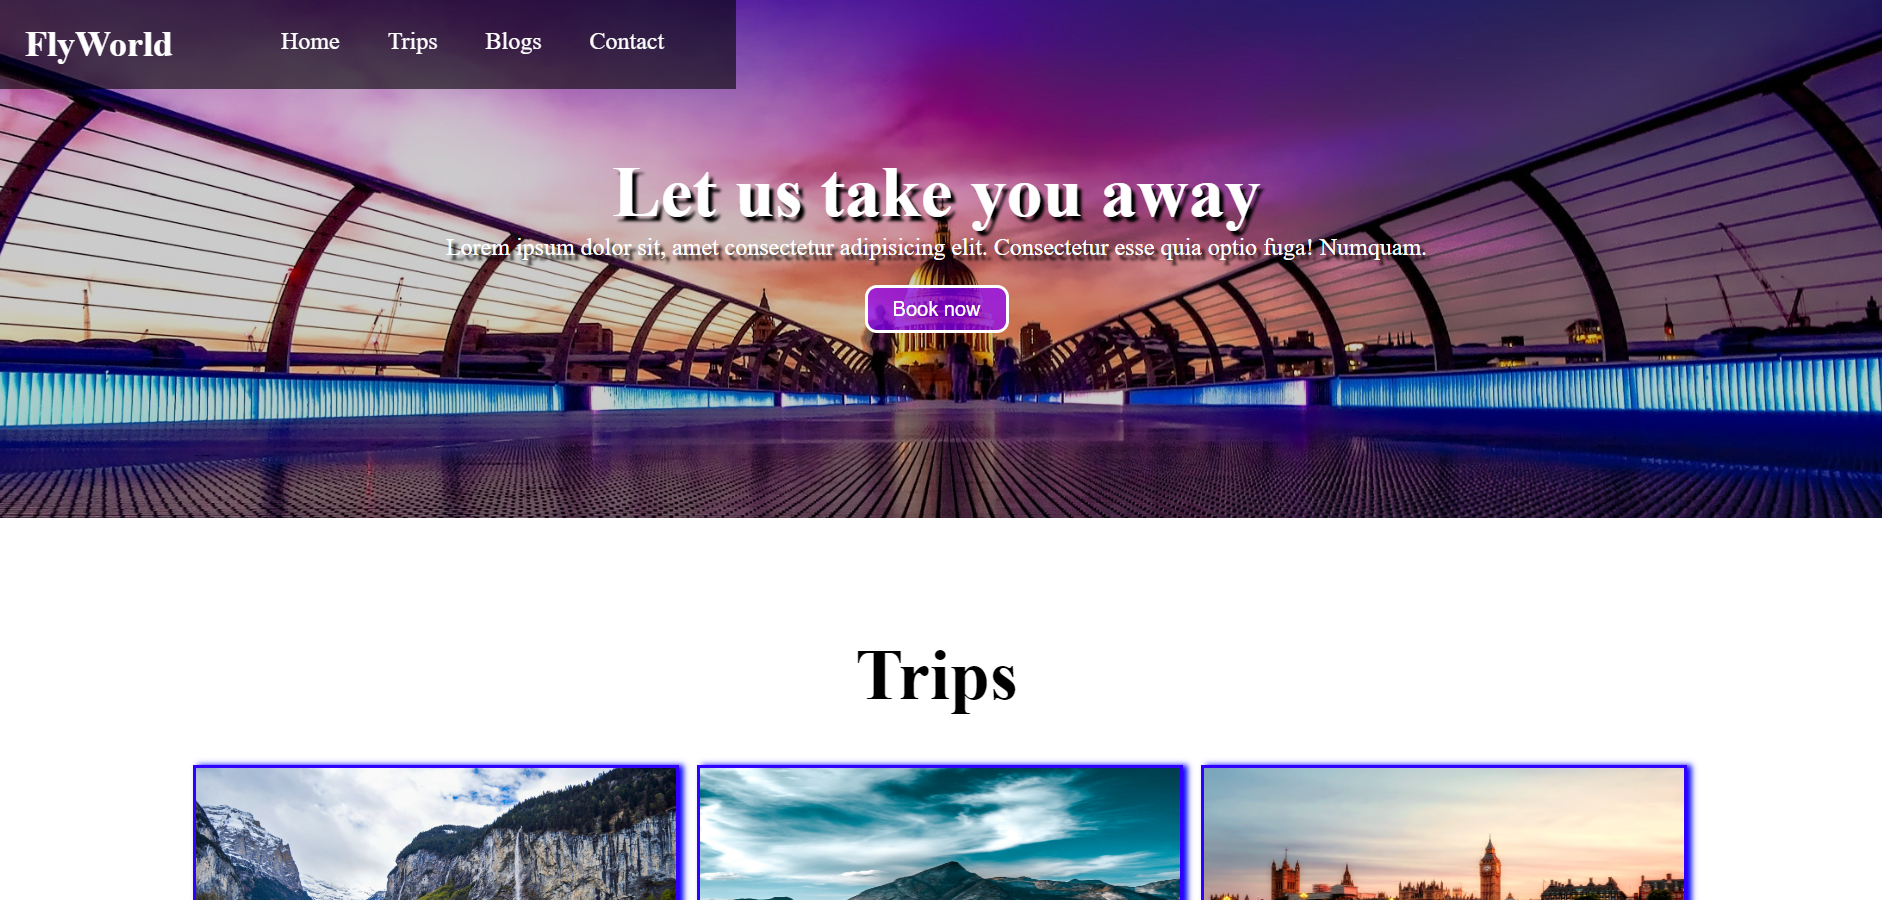 FlyWorld
Home Trips Blogs Contact
Let us take you away
Lorem ipsum dolor sit, amet consectetur adipisicing elit. Consectetur esse quia optio fuga! Numquam.
Book now
Trips